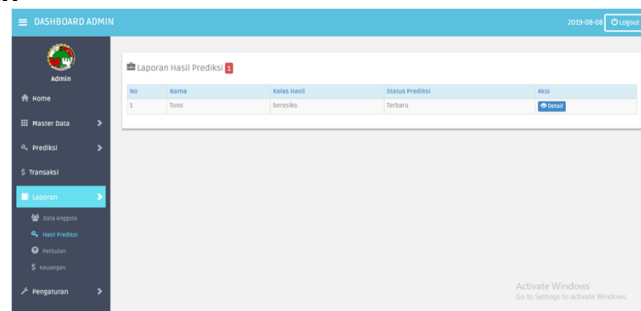 DASHBOARD ADMIN
2019-08-08 Logout
Admin
Home
Master Data
Prediksi
$ Transaksi
Laporan
Data Anggota
Hasil Prediksi
Perbulan
$ Keuangan
Pengaturan
Laporan Hasil Prediksi 1
No Nama Kelas Hasil Status Prediksi Aksi
1 Tono beresiko Terbaru Detail
Activate Windows
Go to Settings to activate Windows.